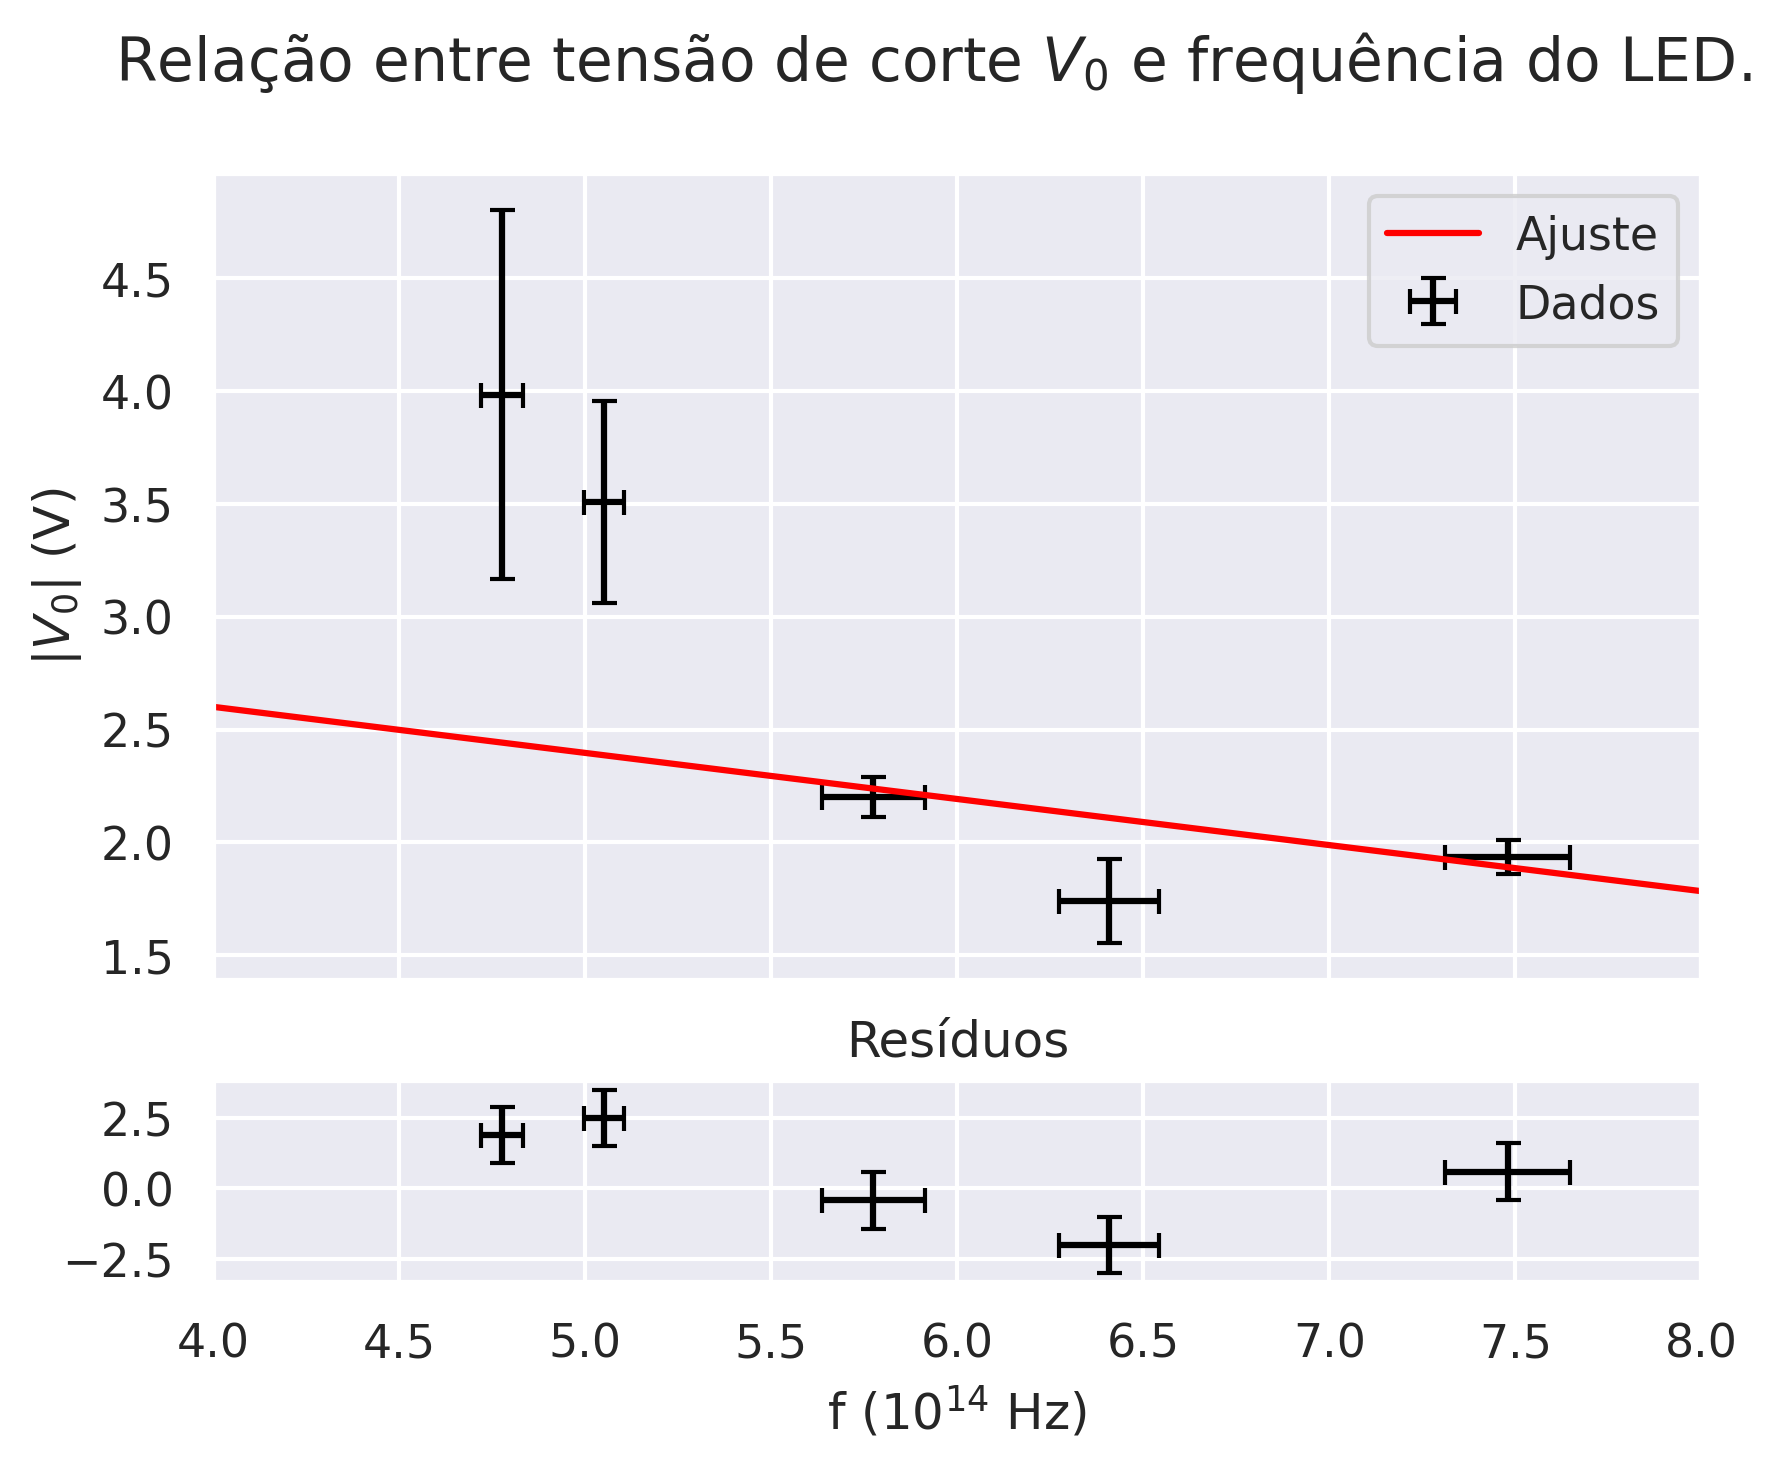 Relação entre tensão de corte $V_0$ e frequência do LED.
Ajuste
Dados
|$V_0$| (V)
4.5
4.0
3.5
3.0
2.5
2.0
1.5
Resíduos
2.5
0.0
−2.5
4.0 4.5 5.0 5.5 6.0 6.5 7.0 7.5 8.0
f ($10^{14}$ Hz)